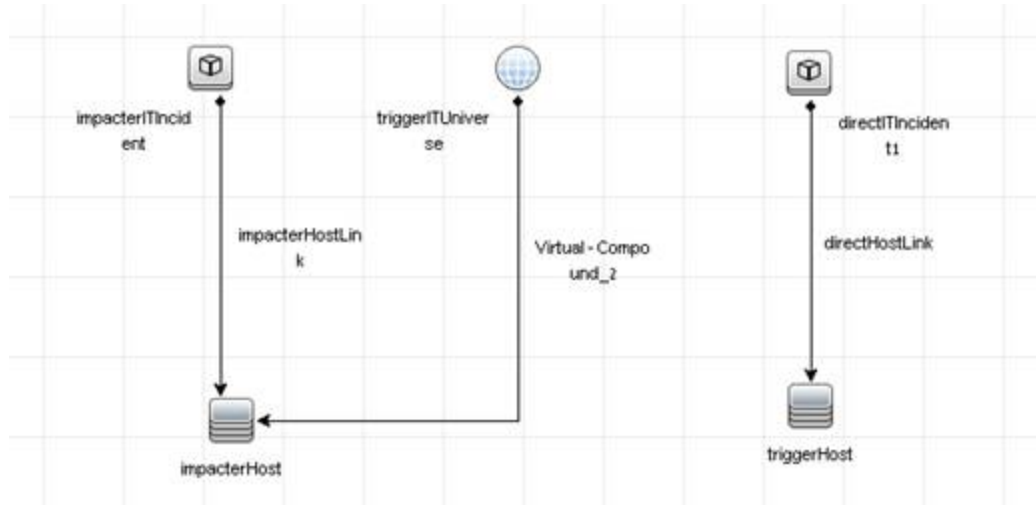 impacterITIncid
ent
triggerITUniver
se
directITInciden
t1
impacterHostLin
k
Virtual - Compo
und_2
directHostLink
impacterHost
triggerHost